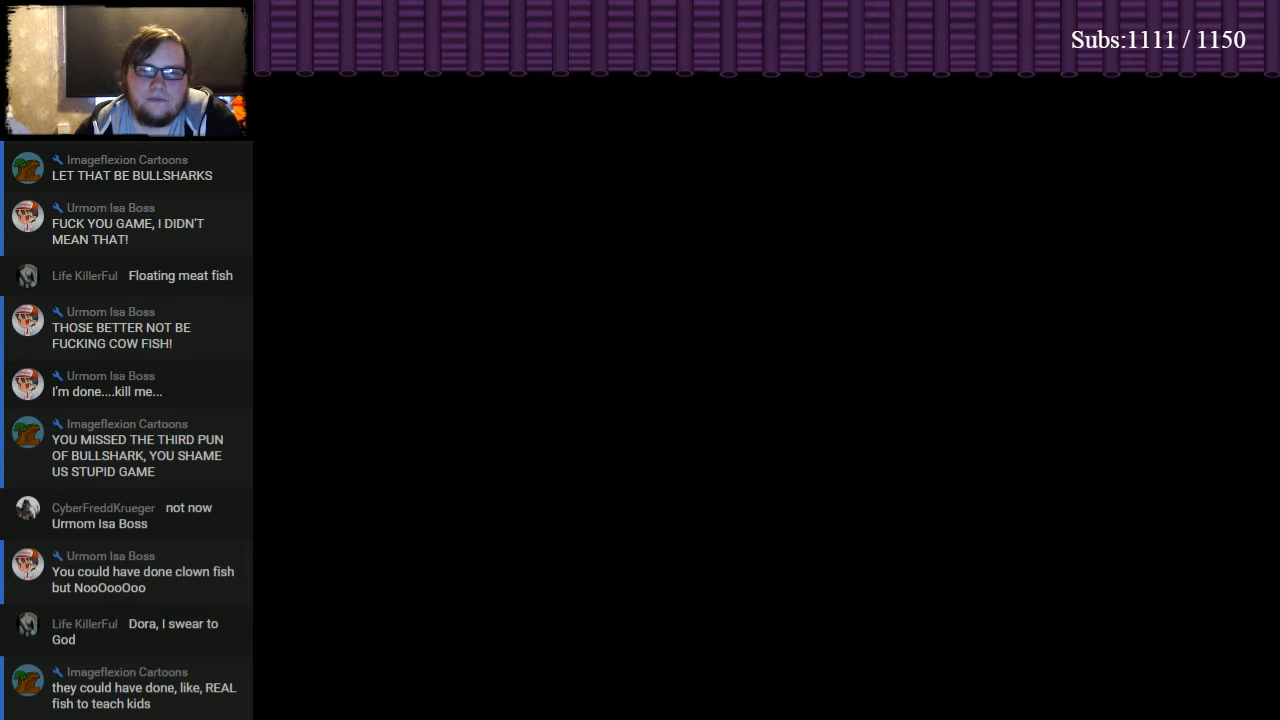 Subs:1111 / 1150
Imageflexion Cartoons
LET THAT BE BULLSHARKS
Urmom Isa Boss
FUCK YOU GAME, I DIDN'T
MEAN THAT!
Life KillerFul Floating meat fish
Urmom Isa Boss
THOSE BETTER NOT BE
FUCKING COW FISH!
Urmom Isa Boss
I'm done....kill me...
Imageflexion Cartoons
YOU MISSED THE THIRD PUN
OF BULLSHARK, YOU SHAME
US STUPID GAME
CyberFreddKrueger not now
Urmom Isa Boss
Urmom Isa Boss
You could have done clown fish
but NooOooOoo
Life KillerFul Dora, I swear to
God
Imageflexion Cartoons
they could have done, like, REAL
fish to teach kids